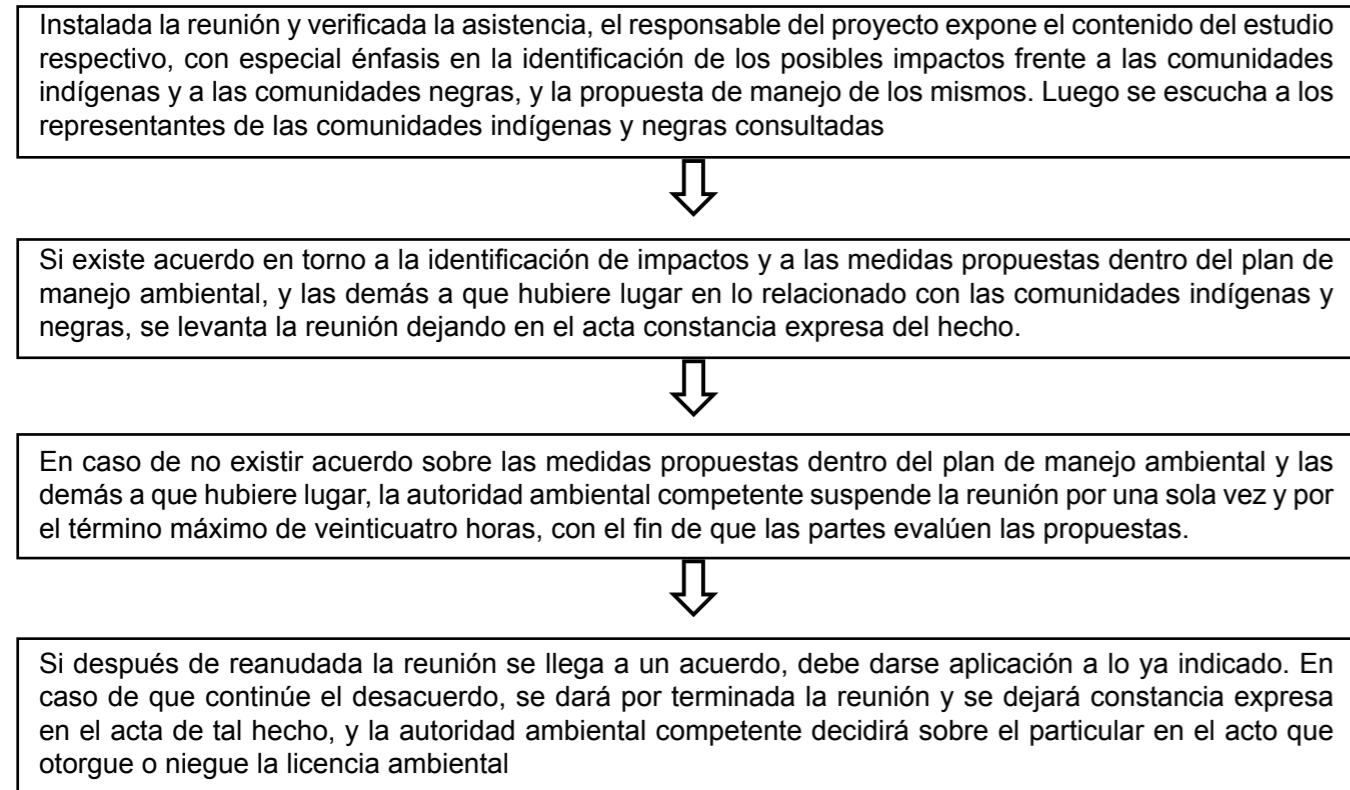 Instalada la reunión y verificada la asistencia, el responsable del proyecto expone el contenido del estudio
respectivo, con especial énfasis en la identificación de los posibles impactos frente a las comunidades
indígenas y a las comunidades negras, y la propuesta de manejo de los mismos. Luego se escucha a los
representantes de las comunidades indígenas y negras consultadas
Si existe acuerdo en torno a la identificación de impactos y a las medidas propuestas dentro del plan de
manejo ambiental, y las demás a que hubiere lugar en lo relacionado con las comunidades indígenas y
negras, se levanta la reunión dejando en el acta constancia expresa del hecho.
En caso de no existir acuerdo sobre las medidas propuestas dentro del plan de manejo ambiental y las
demás a que hubiere lugar, la autoridad ambiental competente suspende la reunión por una sola vez y por
el término máximo de veinticuatro horas, con el fin de que las partes evalúen las propuestas.
Si después de reanudada la reunión se llega a un acuerdo, debe darse aplicación a lo ya indicado. En
caso de que continúe el desacuerdo, se dará por terminada la reunión y se dejará constancia expresa
en el acta de tal hecho, y la autoridad ambiental competente decidirá sobre el particular en el acto que
otorgue o niegue la licencia ambiental